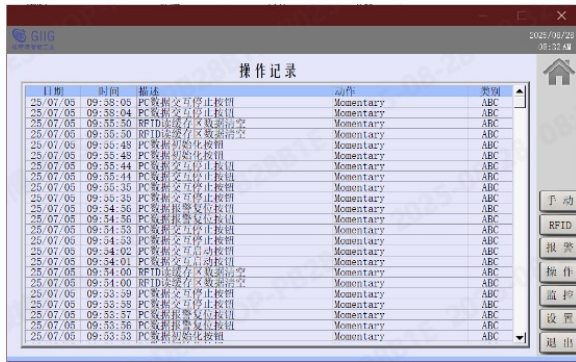 GIIG
2025/08/28
08:32 AM
操作记录
日期 时间 描述 动作 类别
25/07/05 09:58:05 PC数据交互停止按钮 Momentary ABC
25/07/05 09:58:04 PC数据交互停止按钮 Momentary ABC
25/07/05 09:55:50 RFID读缓存区数据清空 Momentary ABC
25/07/05 09:55:50 RFID读缓存区数据清空 Momentary ABC
25/07/05 09:55:48 PC数据初始化按钮 Momentary ABC
25/07/05 09:55:48 PC数据初始化按钮 Momentary ABC
25/07/05 09:55:44 PC数据交互停止按钮 Momentary ABC
25/07/05 09:55:44 PC数据交互停止按钮 Momentary ABC
25/07/05 09:55:35 PC数据交互停止按钮 Momentary ABC
25/07/05 09:55:35 PC数据交互停止按钮 Momentary ABC
25/07/05 09:54:56 PC数据报警复位按钮 Momentary ABC
25/07/05 09:54:56 PC数据报警复位按钮 Momentary ABC
25/07/05 09:54:53 PC数据交互停止按钮 Momentary ABC
25/07/05 09:54:53 PC数据交互停止按钮 Momentary ABC
25/07/05 09:54:02 PC数据交互启动按钮 Momentary ABC
25/07/05 09:54:01 PC数据交互启动按钮 Momentary ABC
25/07/05 09:54:00 RFID读缓存区数据清空 Momentary ABC
25/07/05 09:54:00 RFID读缓存区数据清空 Momentary ABC
25/07/05 09:53:59 PC数据交互停止按钮 Momentary ABC
25/07/05 09:53:58 PC数据交互停止按钮 Momentary ABC
25/07/05 09:53:57 PC数据报警复位按钮 Momentary ABC
25/07/05 09:53:56 PC数据报警复位按钮 Momentary ABC
25/07/05 09:53:53 PC数据初始化按钮 Momentary ABC
手动
RFID
报警
操作
监控
设置
退出